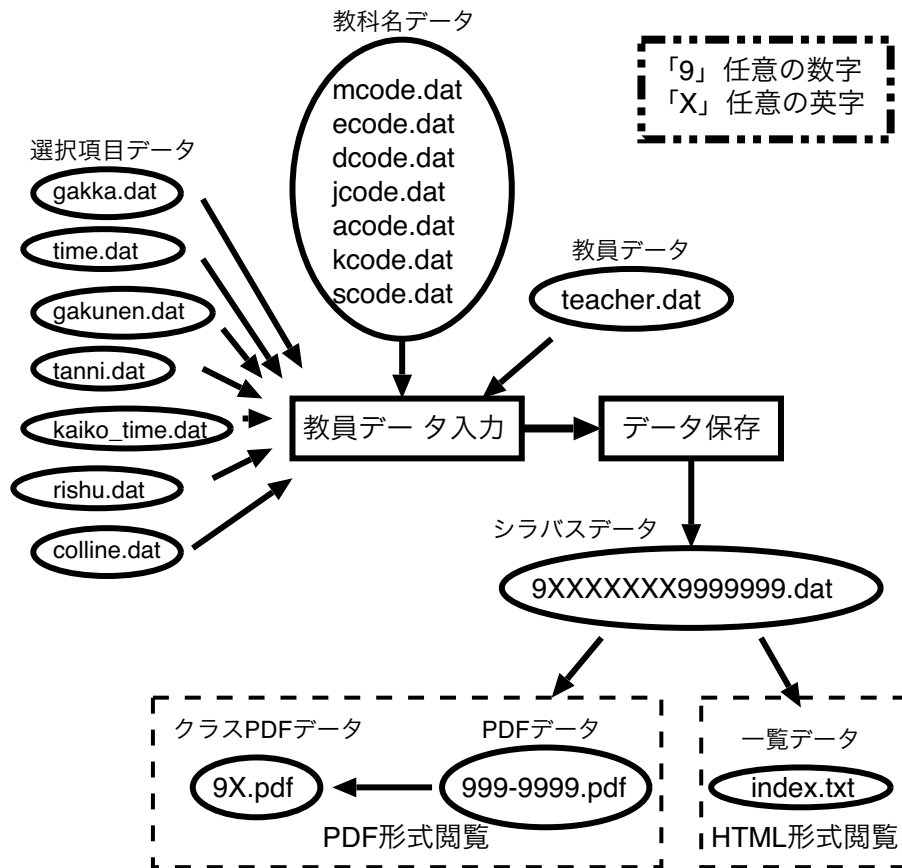 教科名データ
mcode.dat
ecode.dat
dcode.dat
jcode.dat
acode.dat
kcode.dat
scode.dat
「9」任意の数字
「X」任意の英字
選択項目データ
gakka.dat
time.dat
gakunen.dat
tanni.dat
kaiko_time.dat
rishu.dat
colline.dat
教員データ
teacher.dat
教員データ入力
データ保存
シラバスデータ
9XXXXXXX9999999.dat
クラスPDFデータ
9X.pdf
PDFデータ
999-9999.pdf
PDF形式閲覧
一覧データ
index.txt
HTML形式閲覧